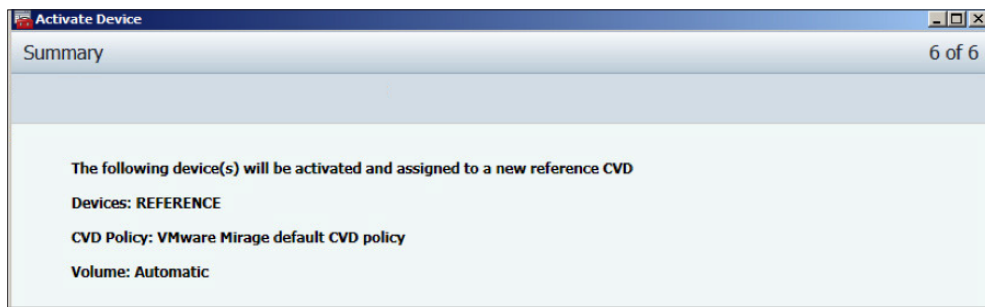 Activate Device
Summary 6 of 6
The following device(s) will be activated and assigned to a new reference CVD
Devices: REFERENCE
CVD Policy: VMware Mirage default CVD policy
Volume: Automatic